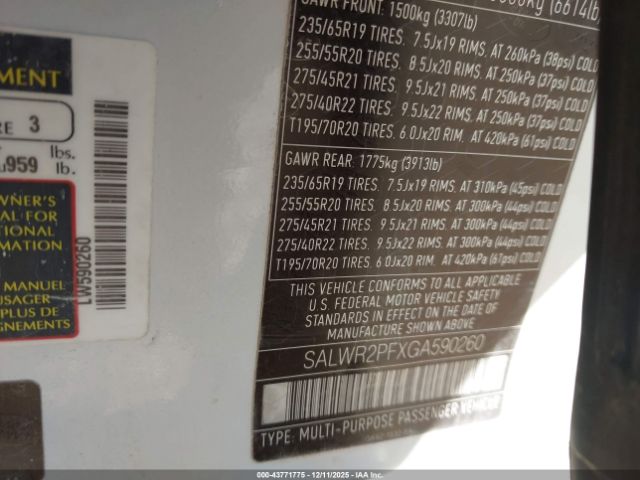 GAWR FRONT: 1500kg (3307lb)
235/65R19 TIRES. 7.5Jx19 RIMS. AT 260kPa (38psi) COLD
255/55R20 TIRES. 8.5Jx20 RIMS. AT 250kPa (37psi) COLD
275/45R21 TIRES. 9.5Jx21 RIMS. AT 250kPa (37psi) COLD
275/40R22 TIRES. 9.5Jx22 RIMS. AT 250kPa (37psi) COLD
T195/70R20 TIRES. 6.0Jx20 RIM. AT 420kPa (61psi) COLD
GAWR REAR: 1775kg (3913lb)
235/65R19 TIRES. 7.5Jx19 RIMS. AT 310kPa (45psi) COLD
255/55R20 TIRES. 8.5Jx20 RIMS. AT 300kPa (44psi) COLD
275/45R21 TIRES. 9.5Jx21 RIMS. AT 300kPa (44psi) COLD
275/40R22 TIRES. 9.5Jx22 RIMS. AT 300kPa (44psi) COLD
T195/70R20 TIRES. 6.0Jx20 RIM. AT 420kPa (61psi) COLD
THIS VEHICLE CONFORMS TO ALL APPLICABLE
U.S. FEDERAL MOTOR VEHICLE SAFETY
STANDARDS IN EFFECT ON THE DATE OF
MANUFACTURE SHOWN ABOVE.
SALWR2PFXGA590260
TYPE: MULTI-PURPOSE PASSENGER VEHICLE
EMENT
RE 3
lbs.
959 lb.
WNER'S
AL FOR
TIONAL
RMATION
MANUEL
USAGER
PLUS DE
GNEMENTS
LW590260
000-43771775 • 12/11/2025 •